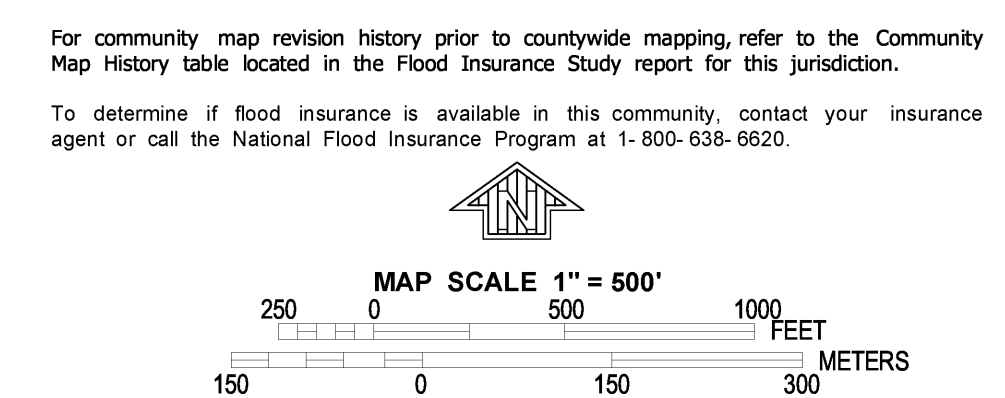 For community map revision history prior to countywide mapping, refer to the Community
Map History table located in the Flood Insurance Study report for this jurisdiction.
To determine if flood insurance is available in this community, contact your insurance
agent or call the National Flood Insurance Program at 1- 800- 638- 6620.
N
MAP SCALE 1" = 500'
250 0 500 1000
FEET
METERS
150 0 150 300